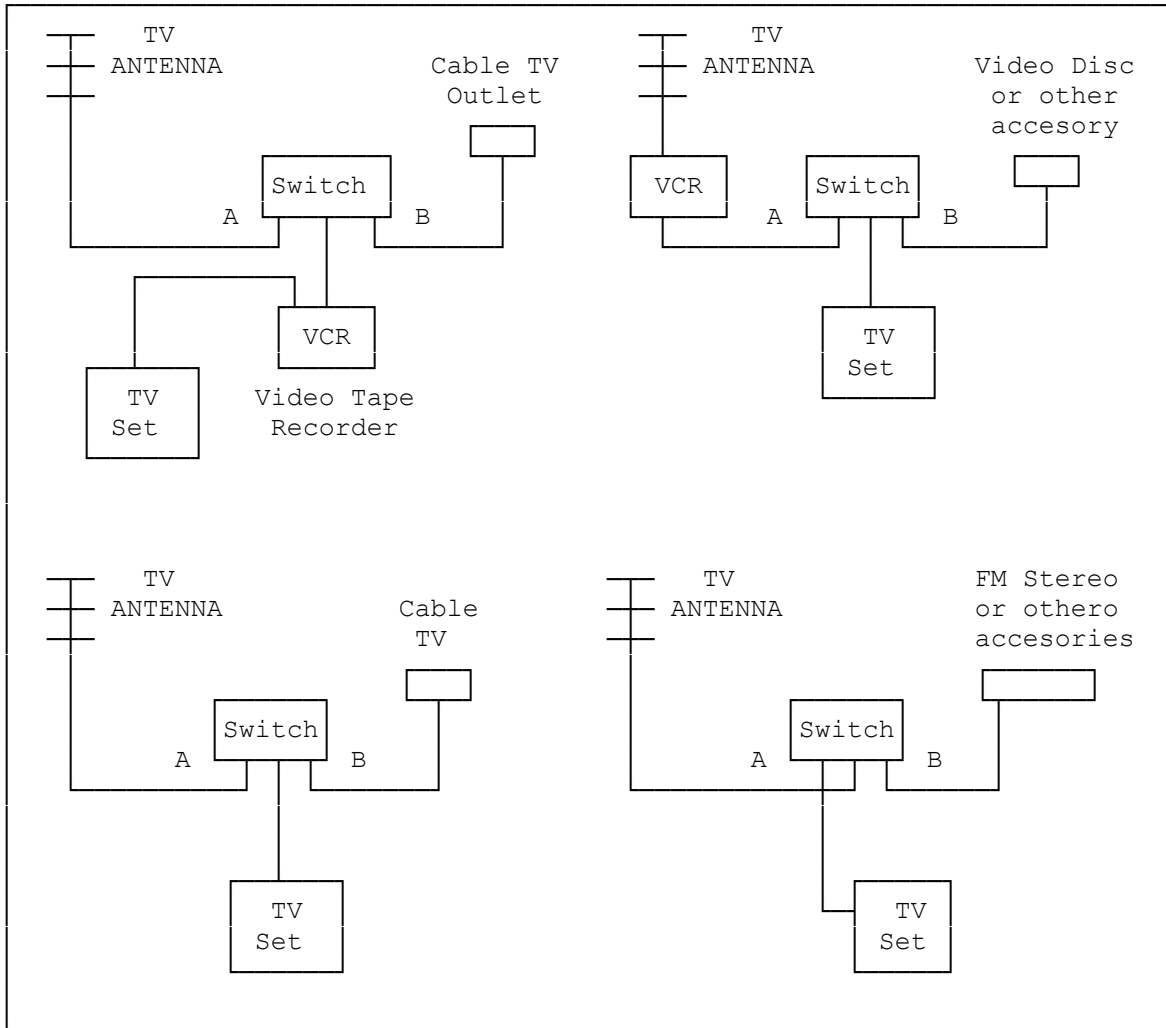 TV
ANTENNA
Cable TV
Outlet
Switch
A
B
VCR
TV
Set
Video Tape
Recorder
TV
ANTENNA
Video Disc
or other
accesory
VCR
Switch
A
B
TV
Set
TV
ANTENNA
Cable
TV
Switch
A
B
TV
Set
TV
ANTENNA
FM Stereo
or othero
accesories
Switch
A
B
TV
Set